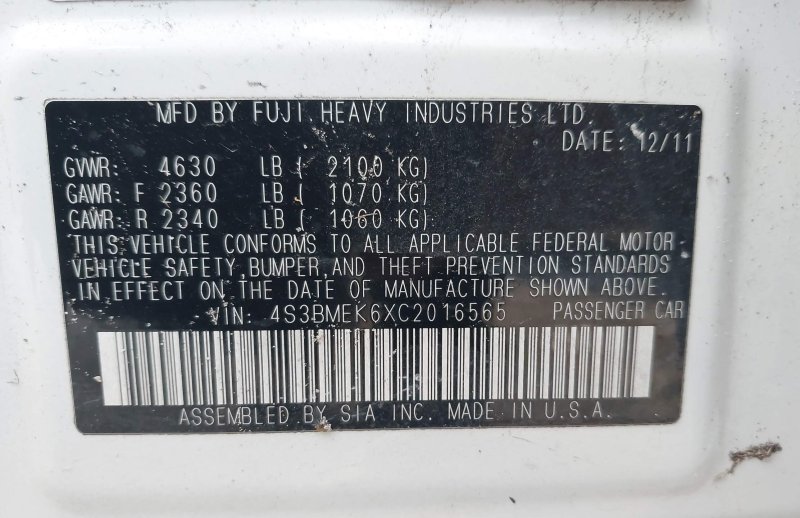 MFD BY FUJI HEAVY INDUSTRIES LTD.
DATE: 12/11
GVWR: 4630 LB ( 2100 KG)
GAWR: F 2360 LB ( 1070 KG)
GAWR: R 2340 LB ( 1060 KG)
THIS VEHICLE CONFORMS TO ALL APPLICABLE FEDERAL MOTOR
VEHICLE SAFETY, BUMPER, AND THEFT PREVENTION STANDARDS
IN EFFECT ON THE DATE OF MANUFACTURE SHOWN ABOVE.
VIN: 4S3BMEK6XC2016565 PASSENGER CAR
ASSEMBLED BY SIA INC. MADE IN U.S.A.